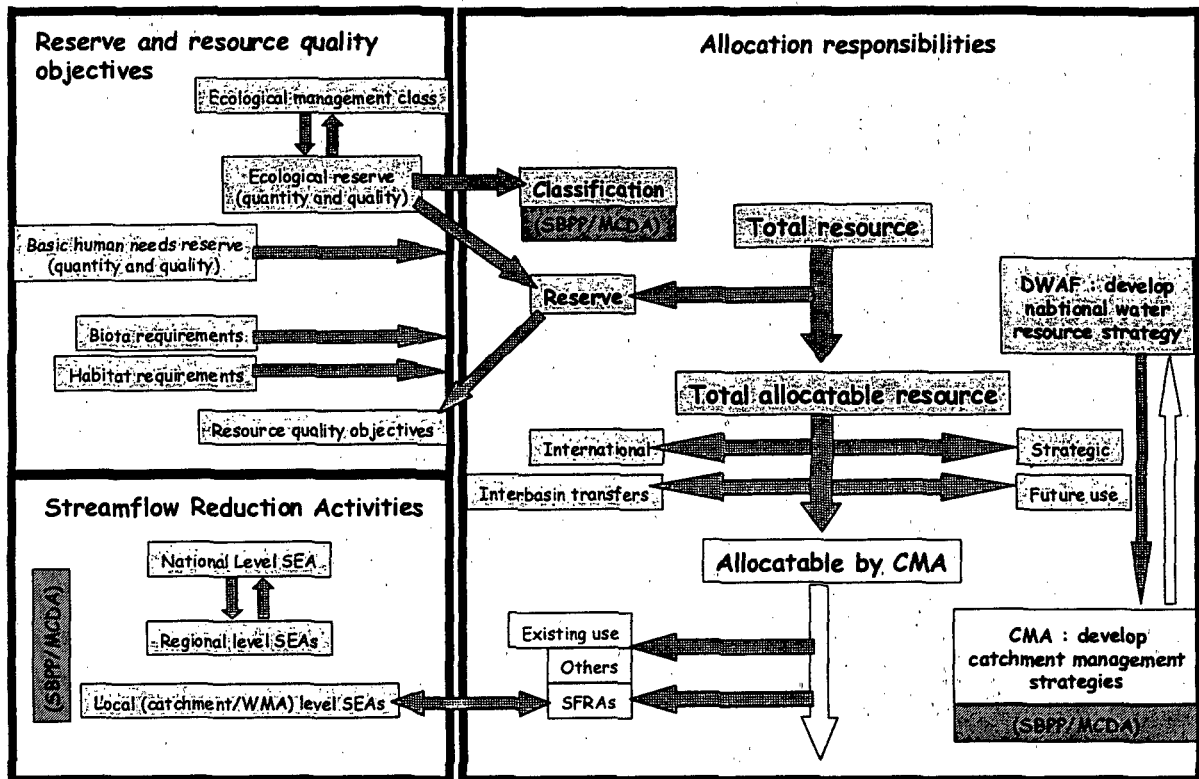 Reserve and resource quality
objectives
Ecological management class
Ecological reserve
(quantity and quality)
Basic human needs reserve
(quantity and quality)
Biota requirements
Habitat requirements
Resource quality objectives
Streamflow Reduction Activities
National Level SEA
Regional level SEAs
(SBPP/MCDA)
Local (catchment/WMA) level SEAs
Allocation responsibilities
Classification
(SBPP/MCDA)
Total resource
Reserve
DWAF : develop
nabtional water
resource strategy
Total allocatable resource
International
Strategic
Interbasin transfers
Future use
Allocatable by CMA
Existing use
Others
SFRAs
CMA : develop
catchment management
strategies
(SBPP/MCDA)